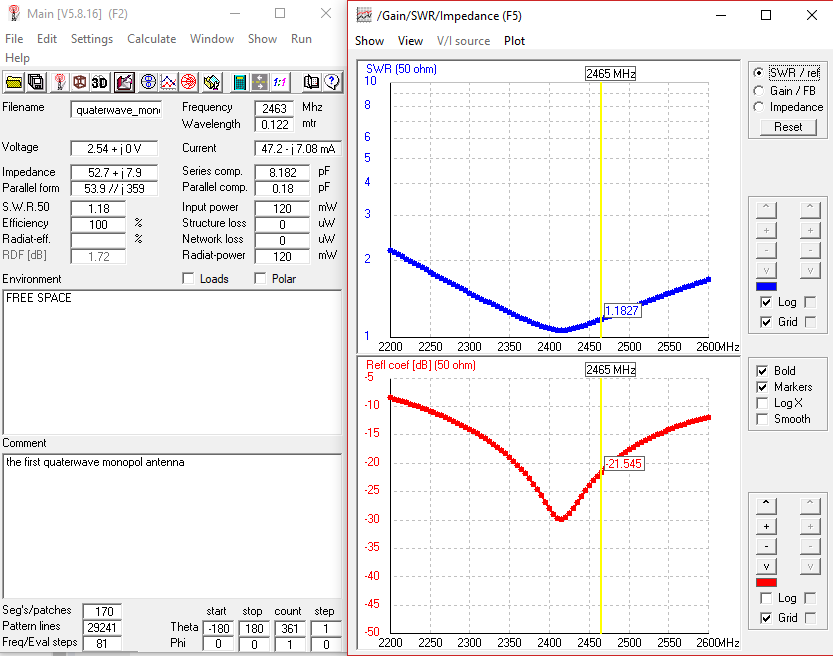 Main [V5.8.16] (F2)
File Edit Settings Calculate Window Show Run
Help
3D 1:1
Filename quaterwave_mon Frequency 2463 Mhz
Wavelength 0.122 mtr
Voltage 2.54 + j 0 V Current 47.2 - j 7.08 mA
Impedance 52.7 + j 7.9 Series comp. 8.182 pF
Parallel form 53.9 // j 359 Parallel comp. 0.18 pF
S.W.R.50 1.18 Input power 120 mW
Efficiency 100 % Structure loss 0 uW
Radiat-eff. % Network loss 0 uW
RDF [dB] 1.72 Radiat-power 120 mW
Environment Loads Polar
FREE SPACE
Comment
the first quaterwave monopol antenna
Seg's/patches 170 start stop count step
Pattern lines 29241 Theta -180 180 361 1
Freq/Eval steps 81 Phi 0 0 1 0
/Gain/SWR/Impedance (F5)
Show View V/I source Plot
SWR (50 ohm)
2465 MHz
10
8
6
5
4
3
2
1
1.1827
2200 2250 2300 2350 2400 2450 2500 2550 2600MHz
Refl coef [dB] (50 ohm)
2465 MHz
-5
-10
-15
-20
-25
-30
-35
-40
-45
-50
-21.545
2200 2250 2300 2350 2400 2450 2500 2550 2600MHz
SWR / ref
Gain / FB
Impedance
Reset
^ ^
+ +
- -
v v
Log
Grid
Bold
Markers
Log X
Smooth
^ ^
+ +
- -
v v
Log
Grid